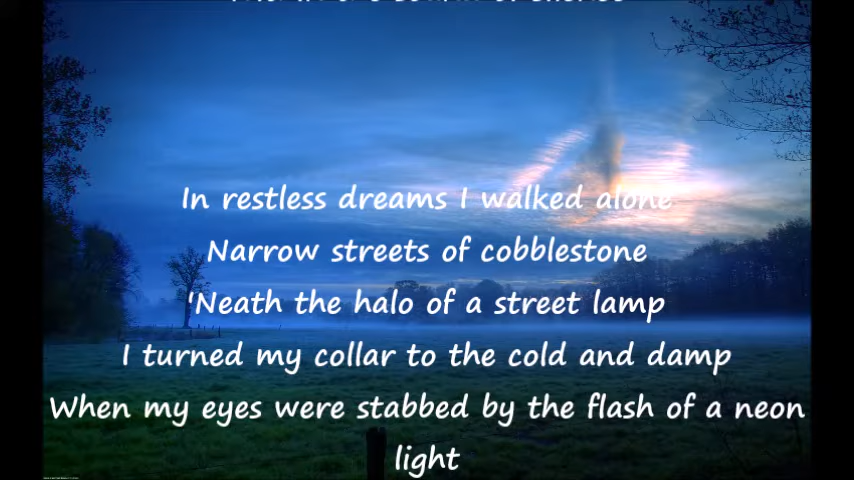 In restless dreams I walked alone
Narrow streets of cobblestone
'Neath the halo of a street lamp
I turned my collar to the cold and damp
When my eyes were stabbed by the flash of a neon
light